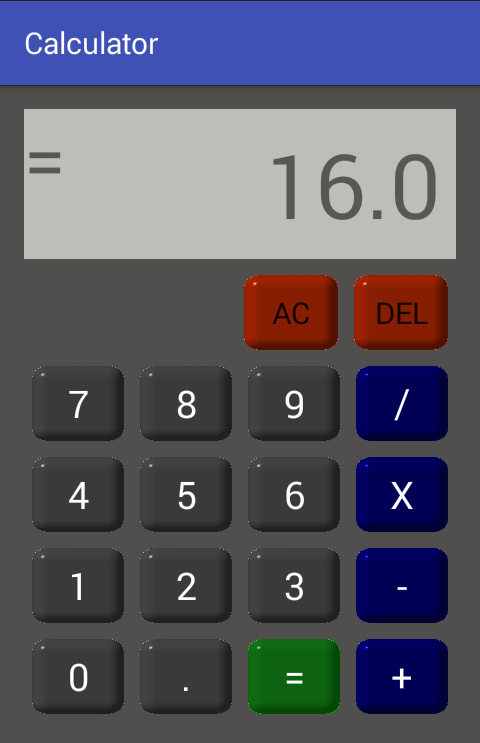 Calculator
= 16.0
AC DEL
7 8 9 /
4 5 6 X
1 2 3 -
0 . = +